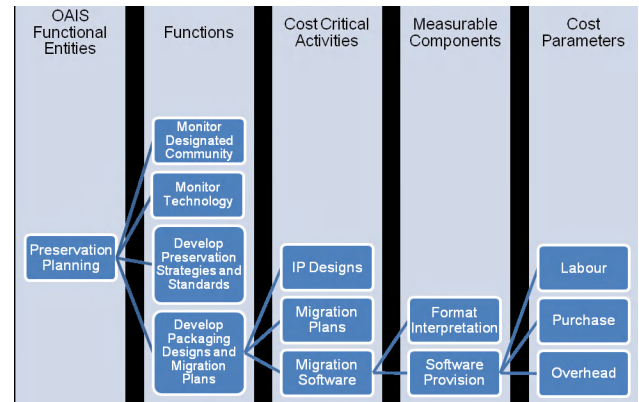 OAIS
Functional
Entities
Functions
Cost Critical
Activities
Measurable
Components
Cost
Parameters
Monitor
Designated
Community
Monitor
Technology
Preservation
Planning
Develop
Preservation
Strategies and
Standards
Develop
Packaging
Designs and
Migration
Plans
IP Designs
Migration
Plans
Migration
Software
Format
Interpretation
Software
Provision
Labour
Purchase
Overhead